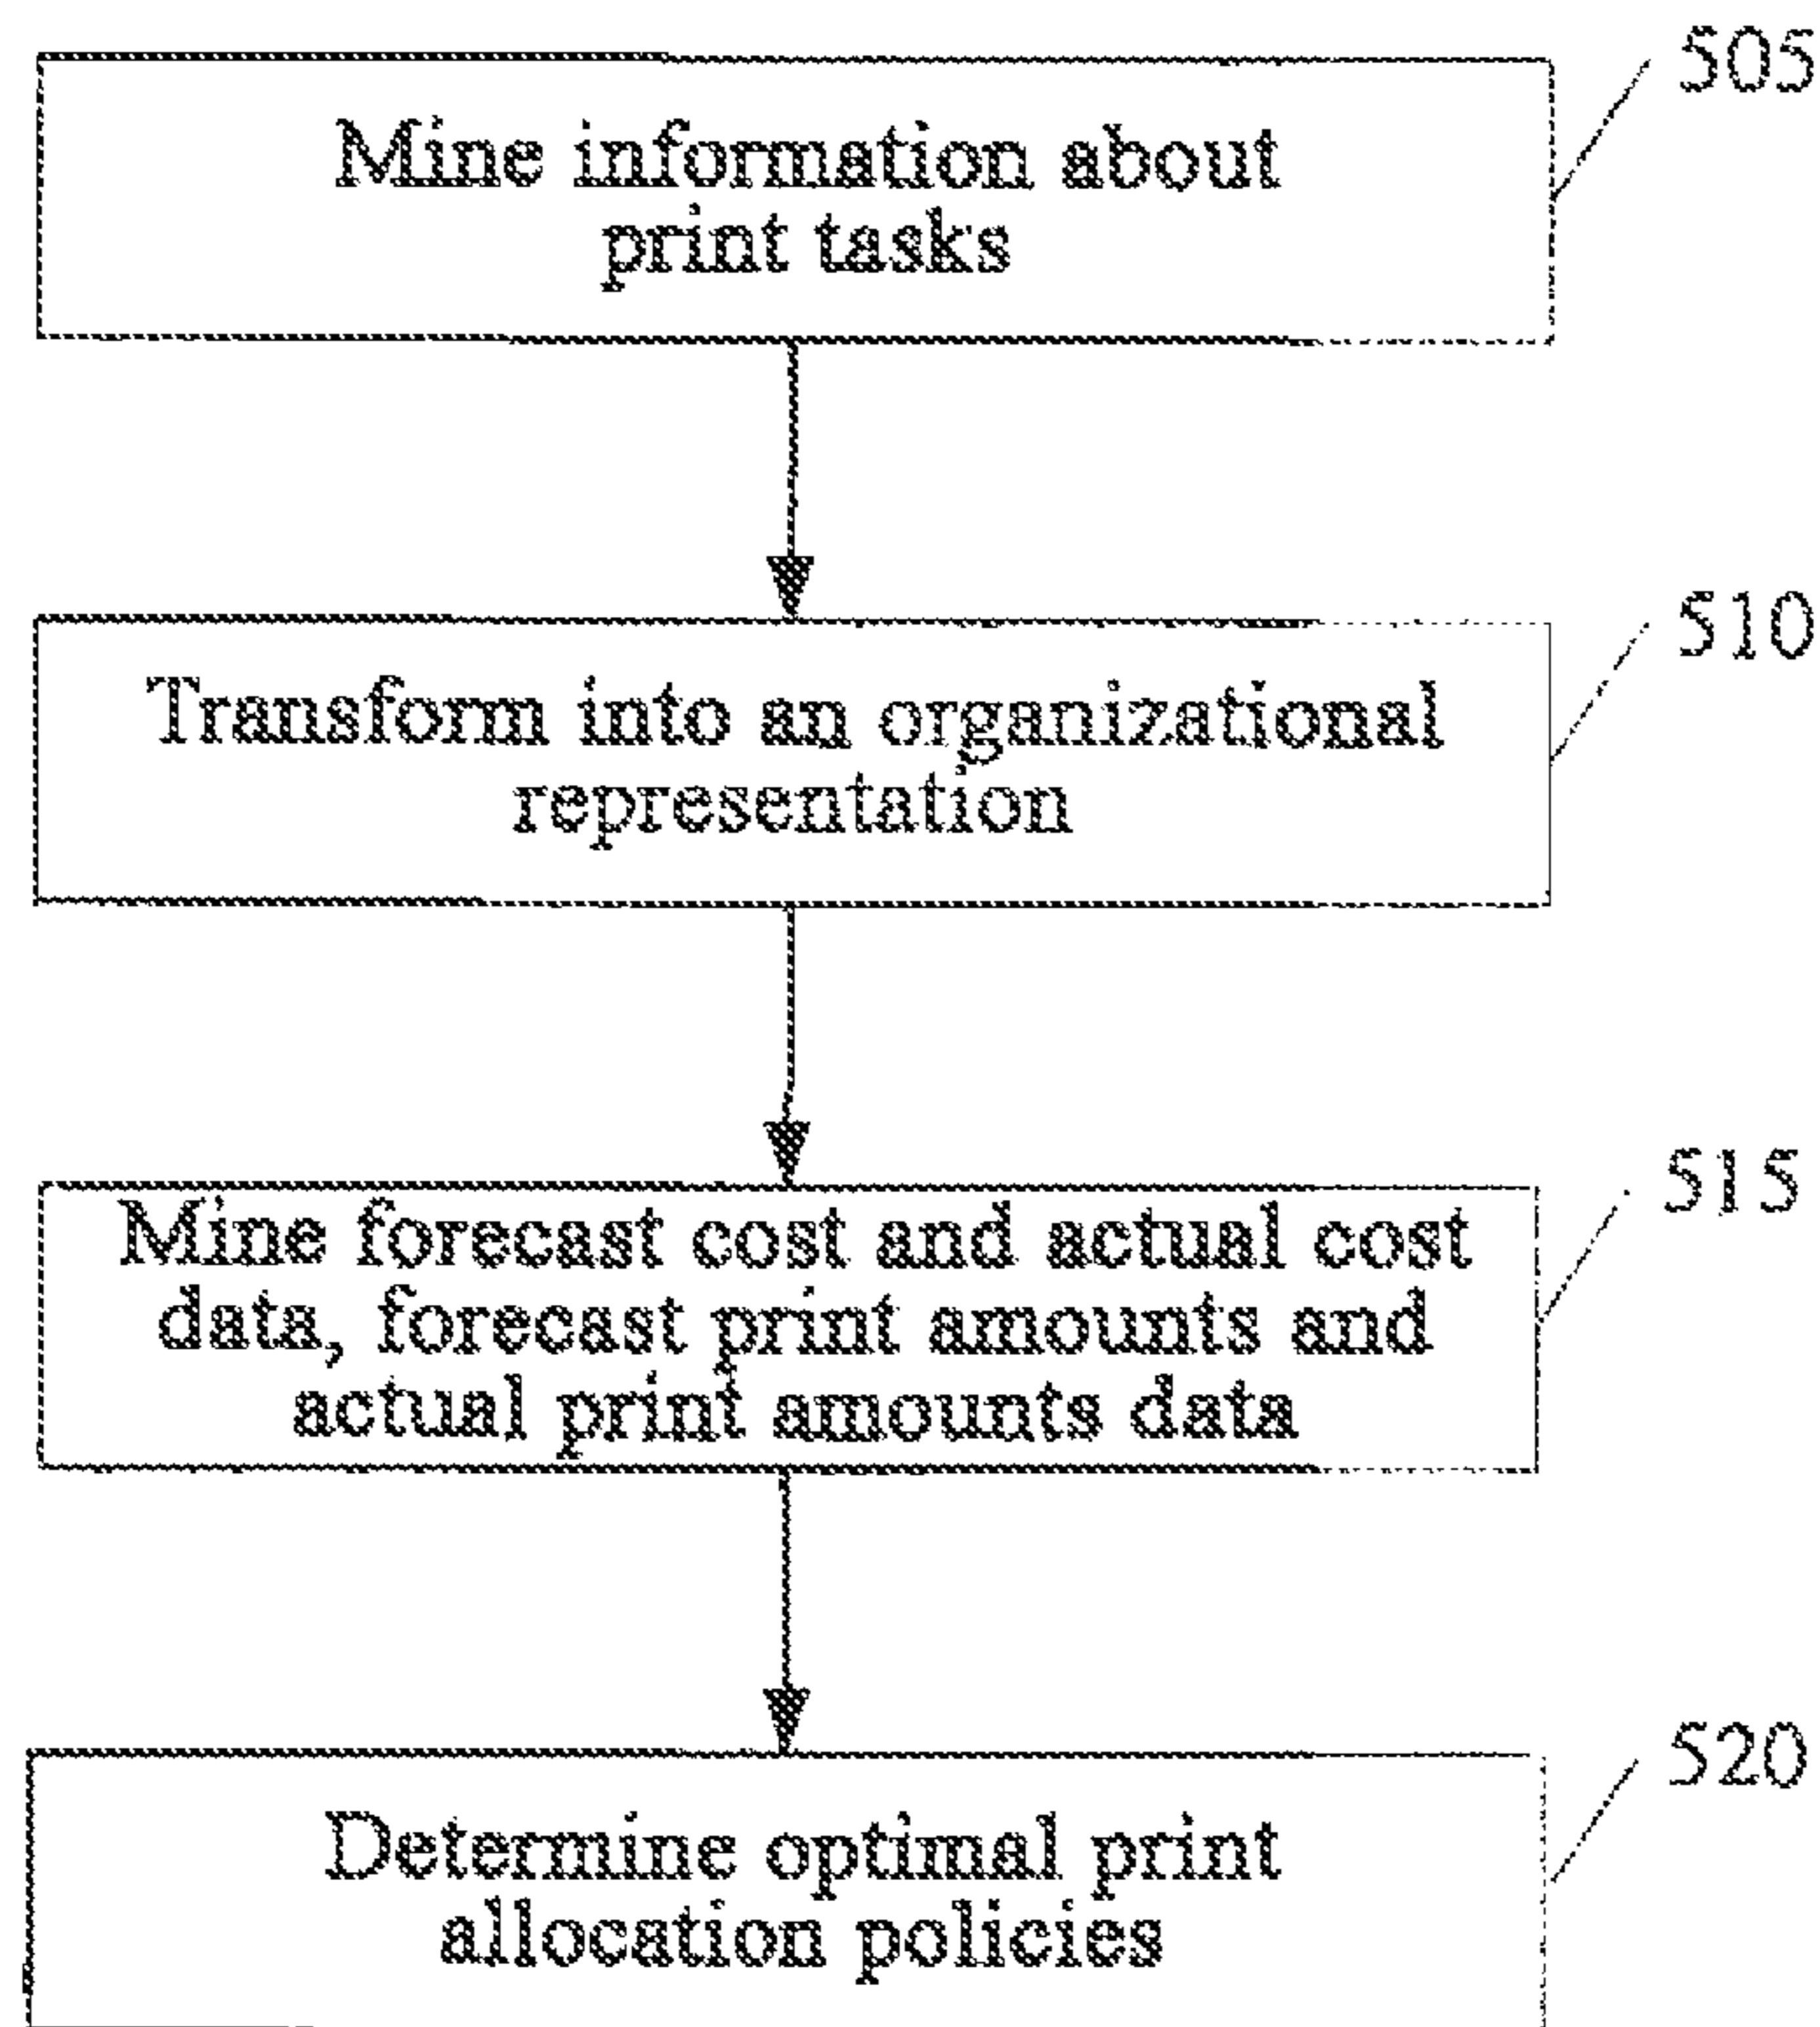 505
Mine information about
print tasks
510
Transform into an organizational
representation
515
Mine forecast cost and actual cost
data, forecast print amounts and
actual print amounts data
520
Determine optimal print
allocation policies